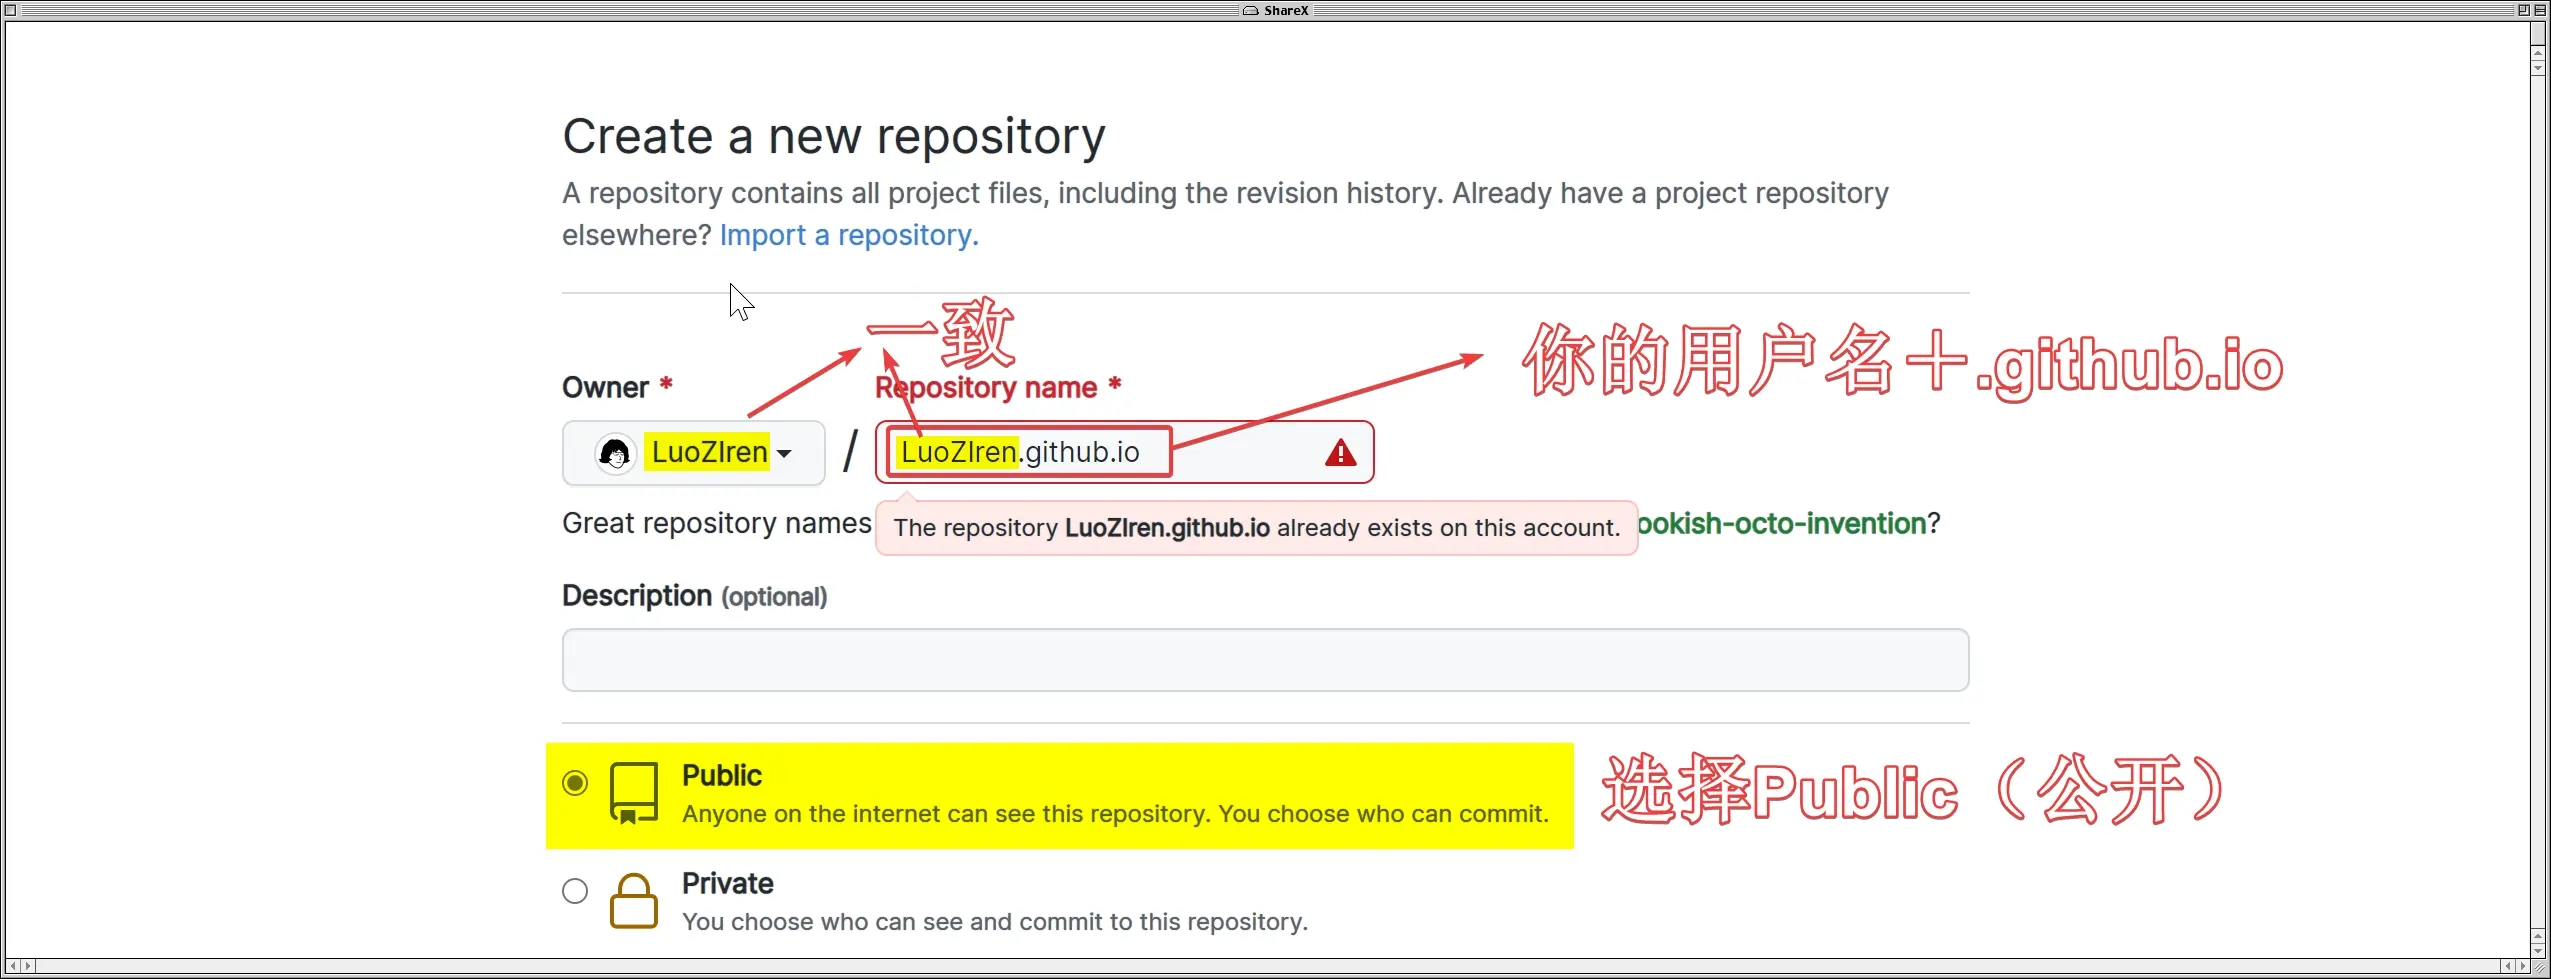 ShareX
Create a new repository
A repository contains all project files, including the revision history. Already have a project repository
elsewhere? Import a repository.
一致
你的用户名＋.github.io
Owner *
Repository name *
LuoZIren
/
LuoZIren.github.io
Great repository names
The repository LuoZIren.github.io already exists on this account.
ookish-octo-invention?
Description (optional)
Public
Anyone on the internet can see this repository. You choose who can commit.
选择Public（公开）
Private
You choose who can see and commit to this repository.